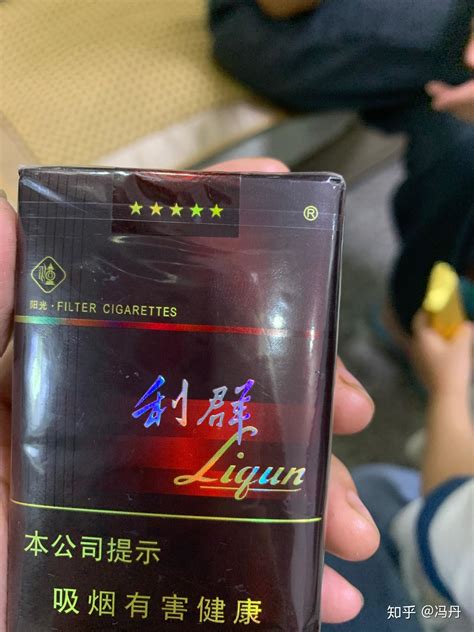 ★★★★★
®
阳光·FILTER CIGARETTES
利群
Liqun
本公司提示
吸烟有害健康
知乎 @冯丹